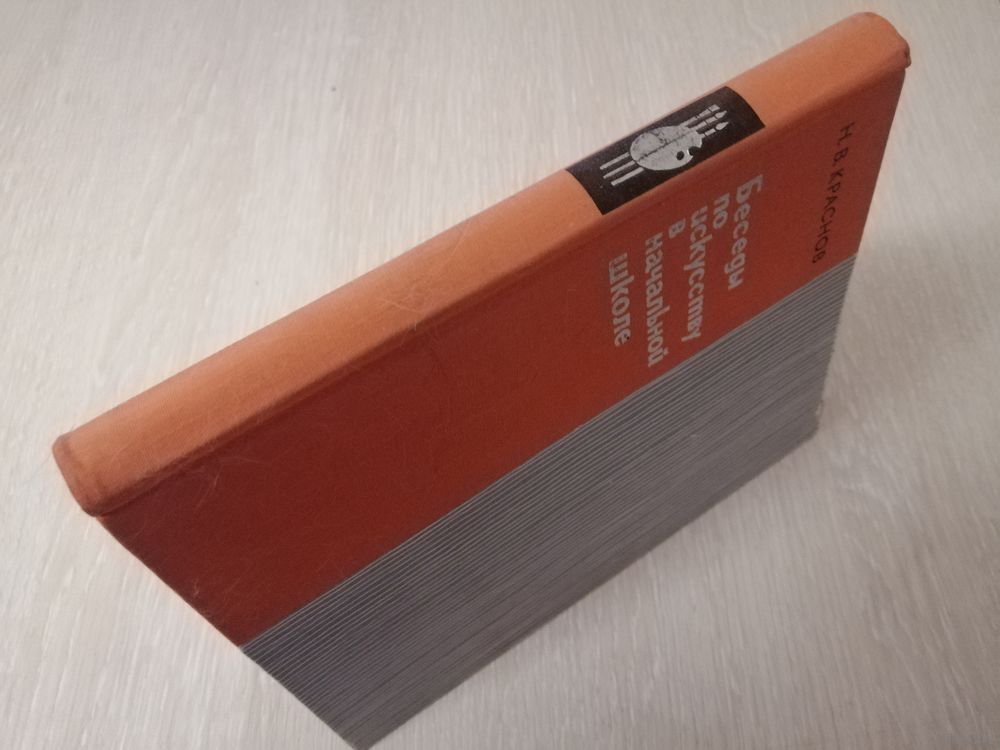 Н. В. КРАСНОВ
Беседы
по
искусству
в
начальной
школе